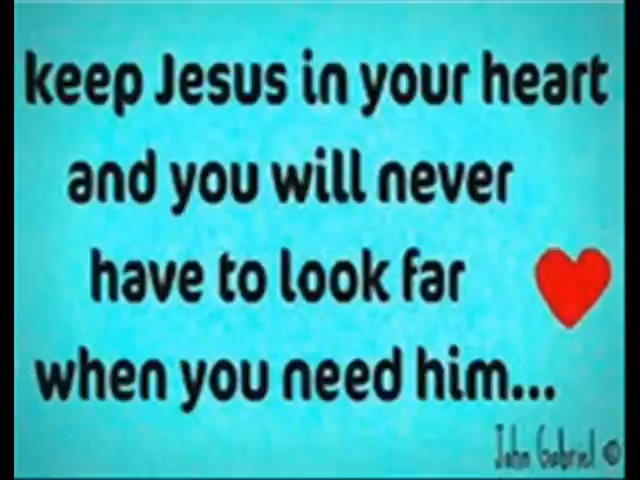 keep Jesus in your heart
and you will never
have to look far
when you need him...
John Gabriel ©